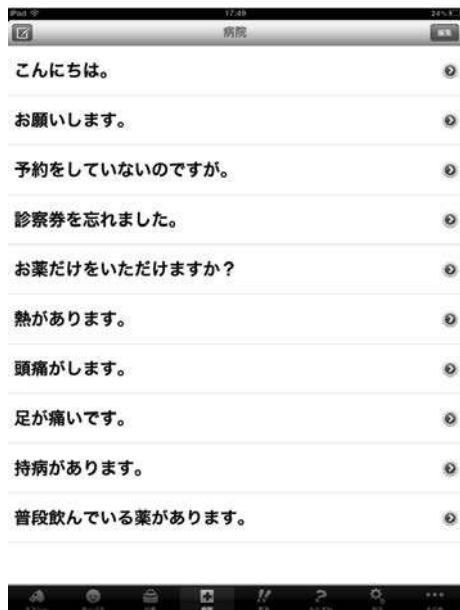 iPad 17:49 24%
病院 編集
こんにちは。
お願いします。
予約をしていないのですが。
診察券を忘れました。
お薬だけをいただけますか？
熱があります。
頭痛がします。
足が痛いです。
持病があります。
普段飲んでいる薬があります。